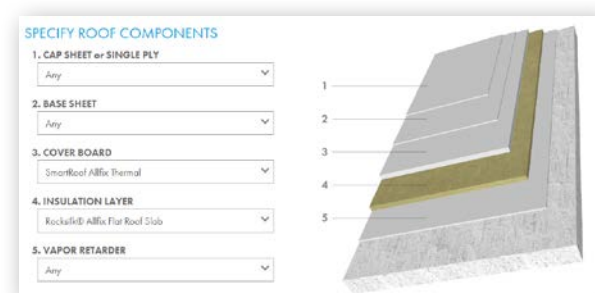 SPECIFY ROOF COMPONENTS
1. CAP SHEET or SINGLE PLY
Any
2. BASE SHEET
Any
3. COVER BOARD
SmartRoof Allfix Thermal
4. INSULATION LAYER
Rocksilk® Allfix Flat Roof Slab
5. VAPOR RETARDER
Any
1
2
3
4
5